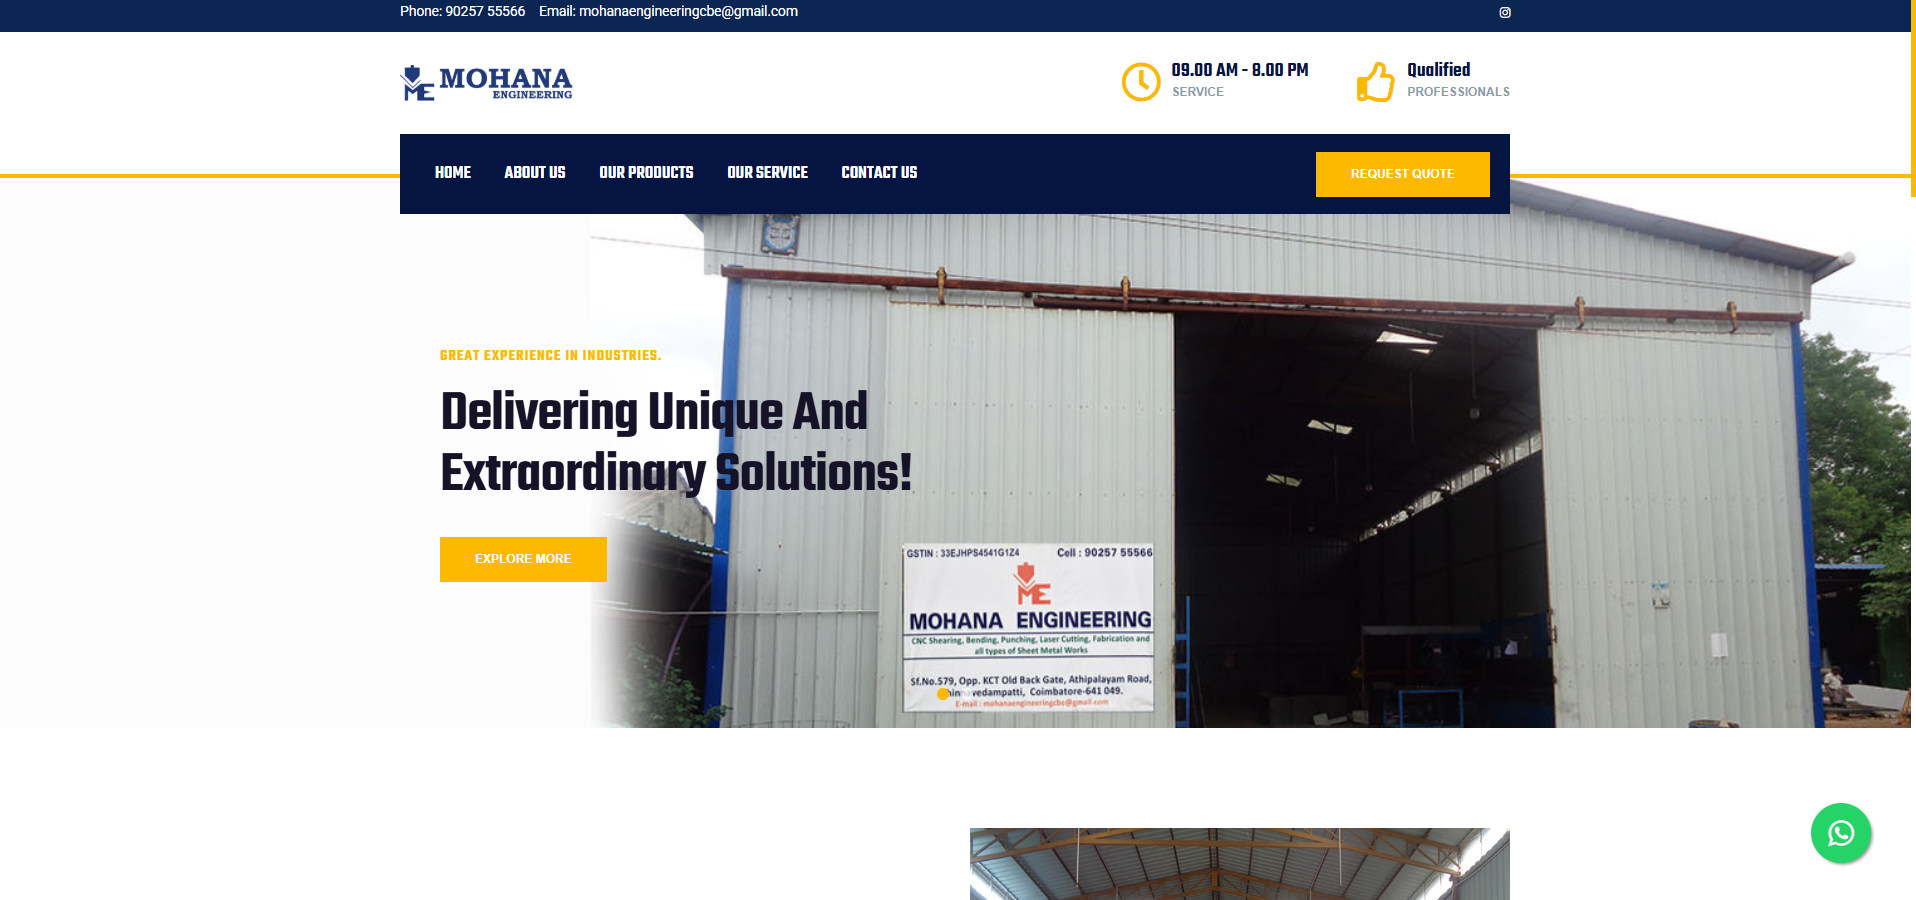 Phone: 90257 55566 Email: mohanaengineeringcbe@gmail.com
MOHANA
ENGINEERING
09.00 AM - 8.00 PM
SERVICE
Qualified
PROFESSIONALS
HOME ABOUT US OUR PRODUCTS OUR SERVICE CONTACT US
REQUEST QUOTE
GREAT EXPERIENCE IN INDUSTRIES.
Delivering Unique And
Extraordinary Solutions!
EXPLORE MORE
GSTIN : 33EJHPS4541G1Z4 Cell : 90257 55566
ME
MOHANA ENGINEERING
CNC Shearing, Bending, Punching, Laser Cutting, Fabrication and
all types of Sheet Metal Works
Sf.No.579, Opp. KCT Old Back Gate, Athipalayam Road,
Coimbatore-641 049.
E-mail : mohanaengineeringcbe@gmail.com